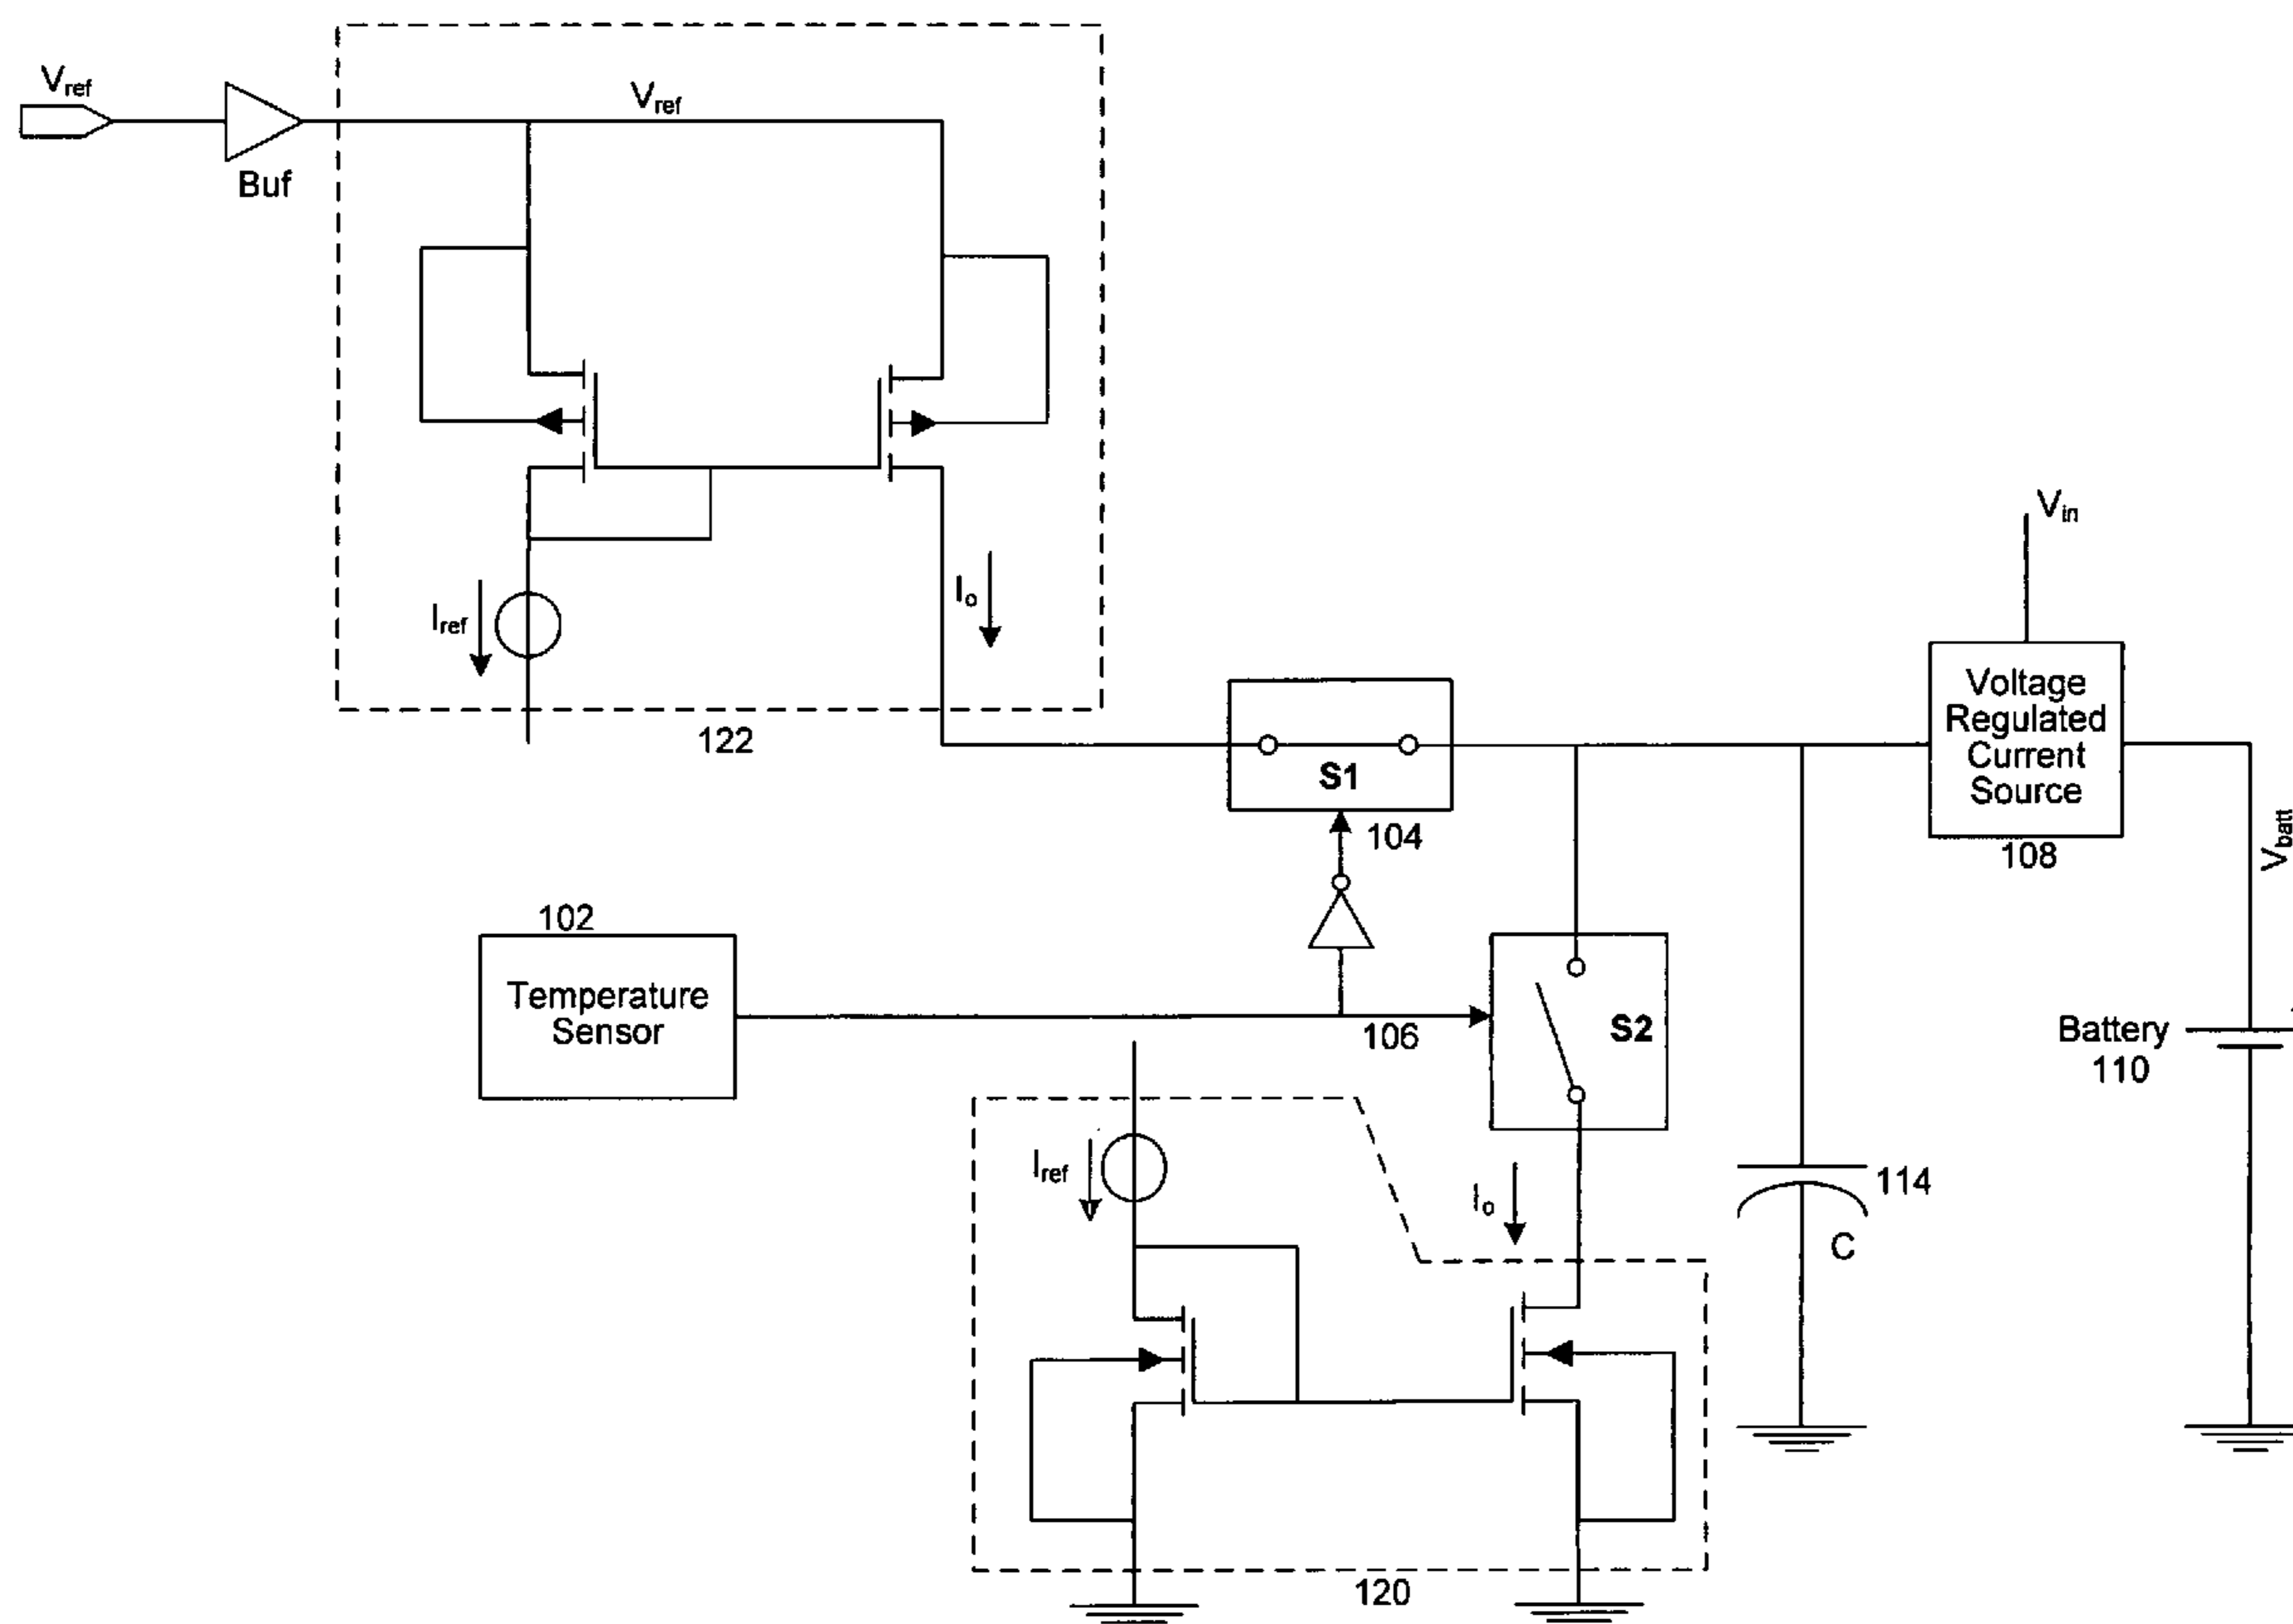 Vref
Buf
Vref
Iref
Io
122
Vin
Voltage
Regulated
Current
Source
108
S1
104
Vbatt
102
Temperature
Sensor
106
S2
Battery
110
Iref
Io
114
C
120